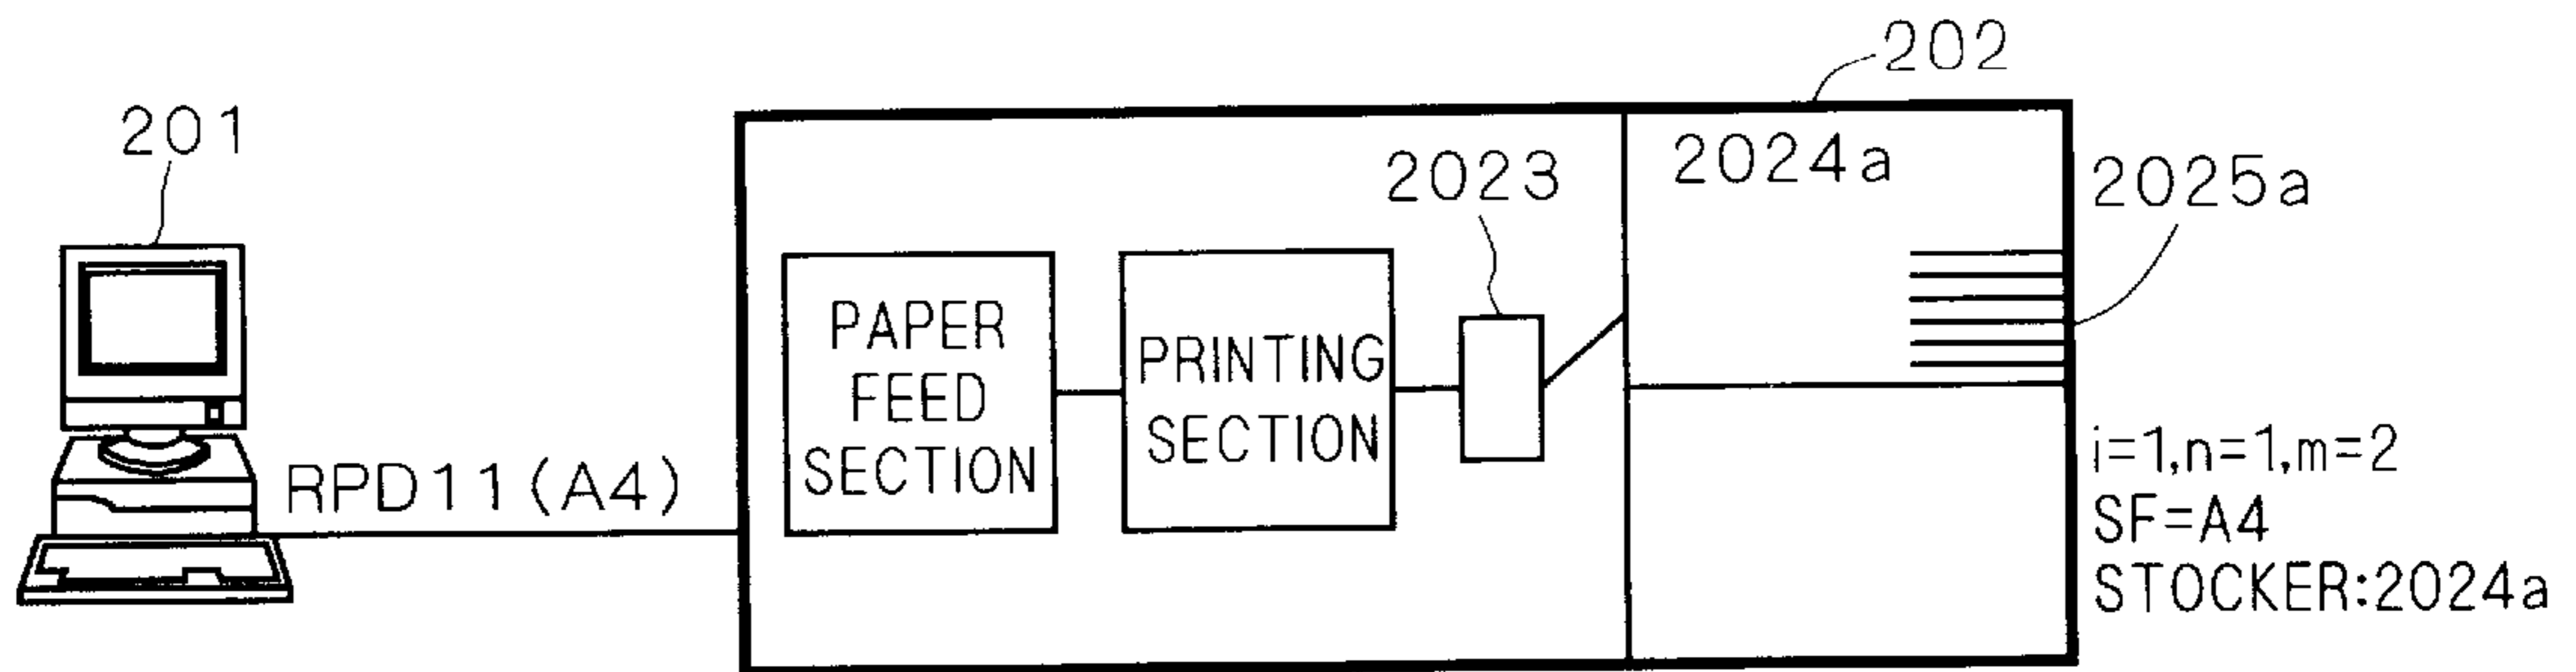 202
201
2023
2024a
2025a
PAPER
FEED
SECTION
PRINTING
SECTION
RPD11(A4)
i=1,n=1,m=2
SF=A4
STOCKER:2024a